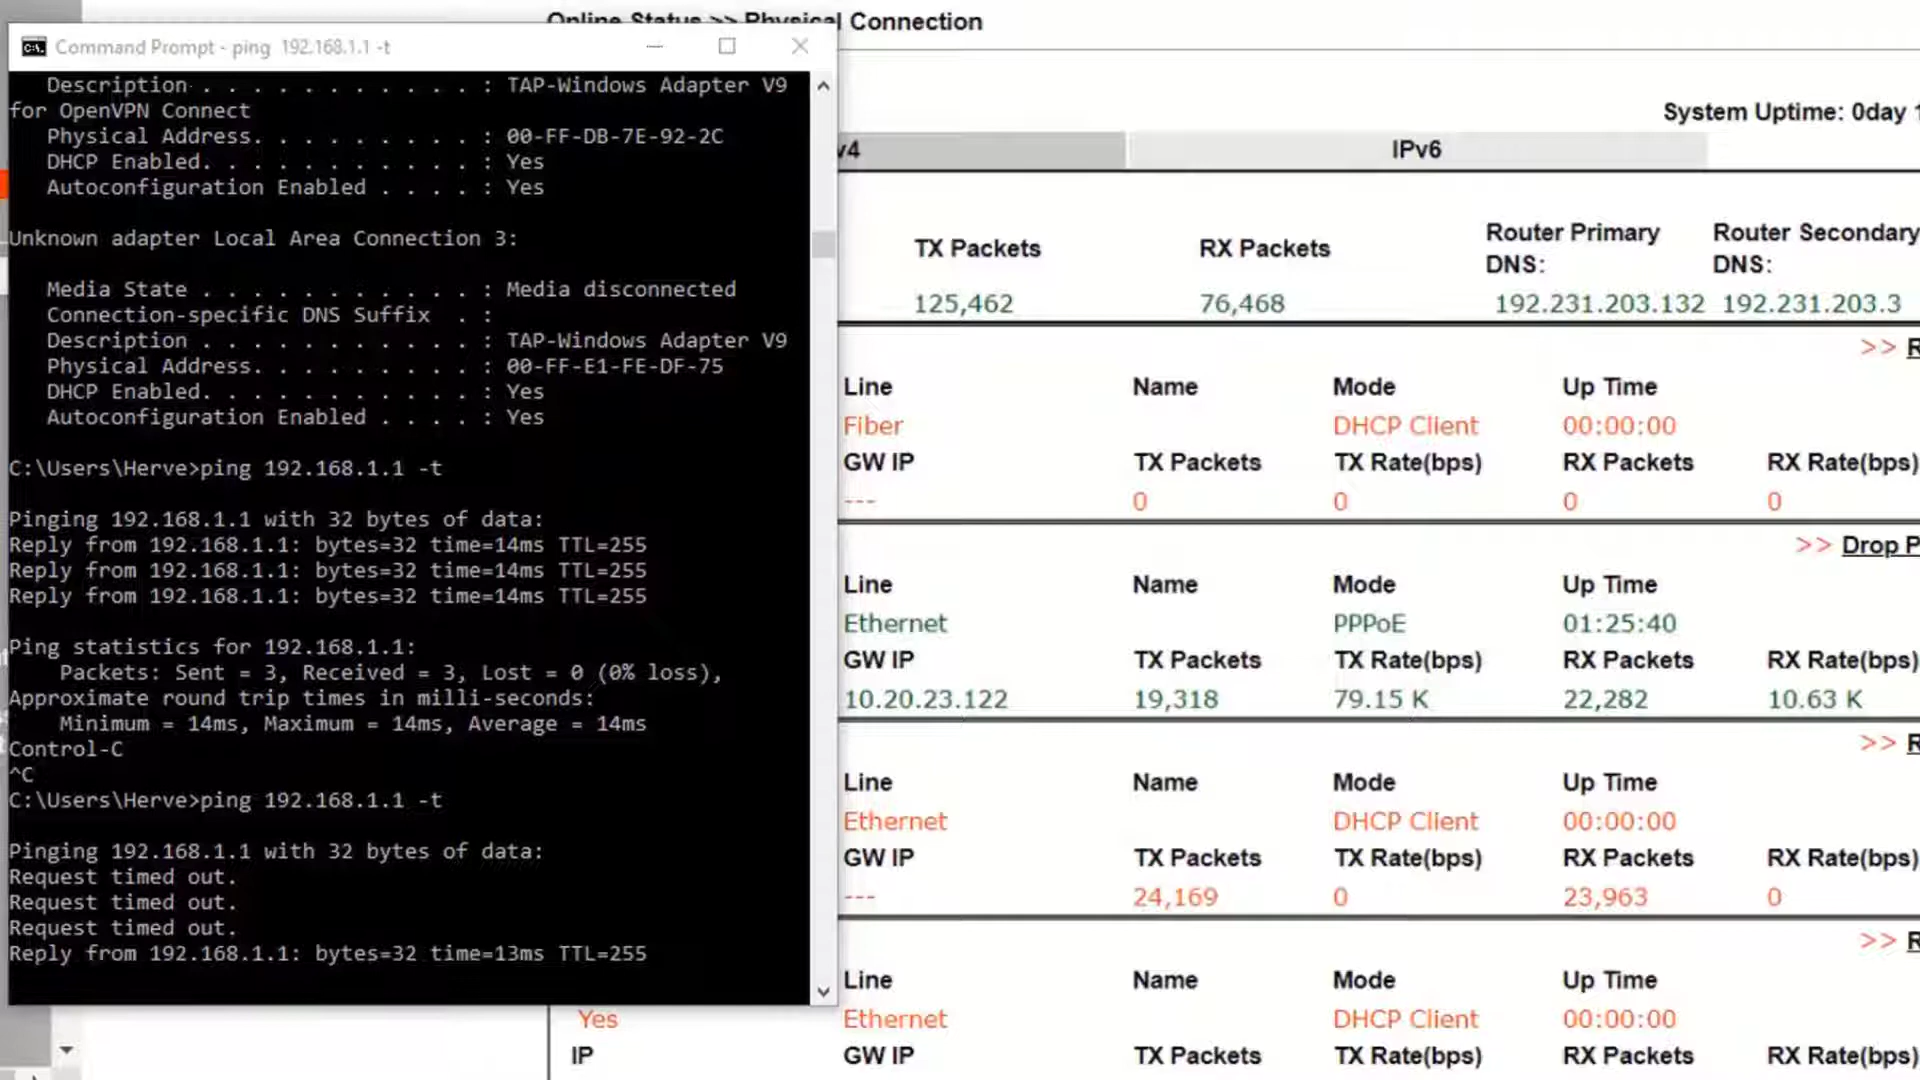 Online Status >> Physical Connection
Command Prompt - ping 192.168.1.1 -t
Description . . . . . . . . . . . : TAP-Windows Adapter V9
for OpenVPN Connect
Physical Address. . . . . . . . . : 00-FF-DB-7E-92-2C
DHCP Enabled. . . . . . . . . . . : Yes
Autoconfiguration Enabled . . . . : Yes
Unknown adapter Local Area Connection 3:
Media State . . . . . . . . . . . : Media disconnected
Connection-specific DNS Suffix  . :
Description . . . . . . . . . . . : TAP-Windows Adapter V9
Physical Address. . . . . . . . . : 00-FF-E1-FE-DF-75
DHCP Enabled. . . . . . . . . . . : Yes
Autoconfiguration Enabled . . . . : Yes
C:\Users\Herve>ping 192.168.1.1 -t
Pinging 192.168.1.1 with 32 bytes of data:
Reply from 192.168.1.1: bytes=32 time=14ms TTL=255
Reply from 192.168.1.1: bytes=32 time=14ms TTL=255
Reply from 192.168.1.1: bytes=32 time=14ms TTL=255
Ping statistics for 192.168.1.1:
Packets: Sent = 3, Received = 3, Lost = 0 (0% loss),
Approximate round trip times in milli-seconds:
Minimum = 14ms, Maximum = 14ms, Average = 14ms
Control-C
^C
C:\Users\Herve>ping 192.168.1.1 -t
Pinging 192.168.1.1 with 32 bytes of data:
Request timed out.
Request timed out.
Request timed out.
Reply from 192.168.1.1: bytes=32 time=13ms TTL=255
System Uptime: 0day 1
v4 IPv6
TX Packets RX Packets Router Primary DNS: Router Secondary DNS:
125,462 76,468 192.231.203.132 192.231.203.3
>> R
Line Name Mode Up Time
Fiber DHCP Client 00:00:00
GW IP TX Packets TX Rate(bps) RX Packets RX Rate(bps)
--- 0 0 0 0
>> Drop P
Line Name Mode Up Time
Ethernet PPPoE 01:25:40
GW IP TX Packets TX Rate(bps) RX Packets RX Rate(bps)
10.20.23.122 19,318 79.15 K 22,282 10.63 K
>> R
Line Name Mode Up Time
Ethernet DHCP Client 00:00:00
GW IP TX Packets TX Rate(bps) RX Packets RX Rate(bps)
--- 24,169 0 23,963 0
>> R
Line Name Mode Up Time
Yes Ethernet DHCP Client 00:00:00
IP GW IP TX Packets TX Rate(bps) RX Packets RX Rate(bps)